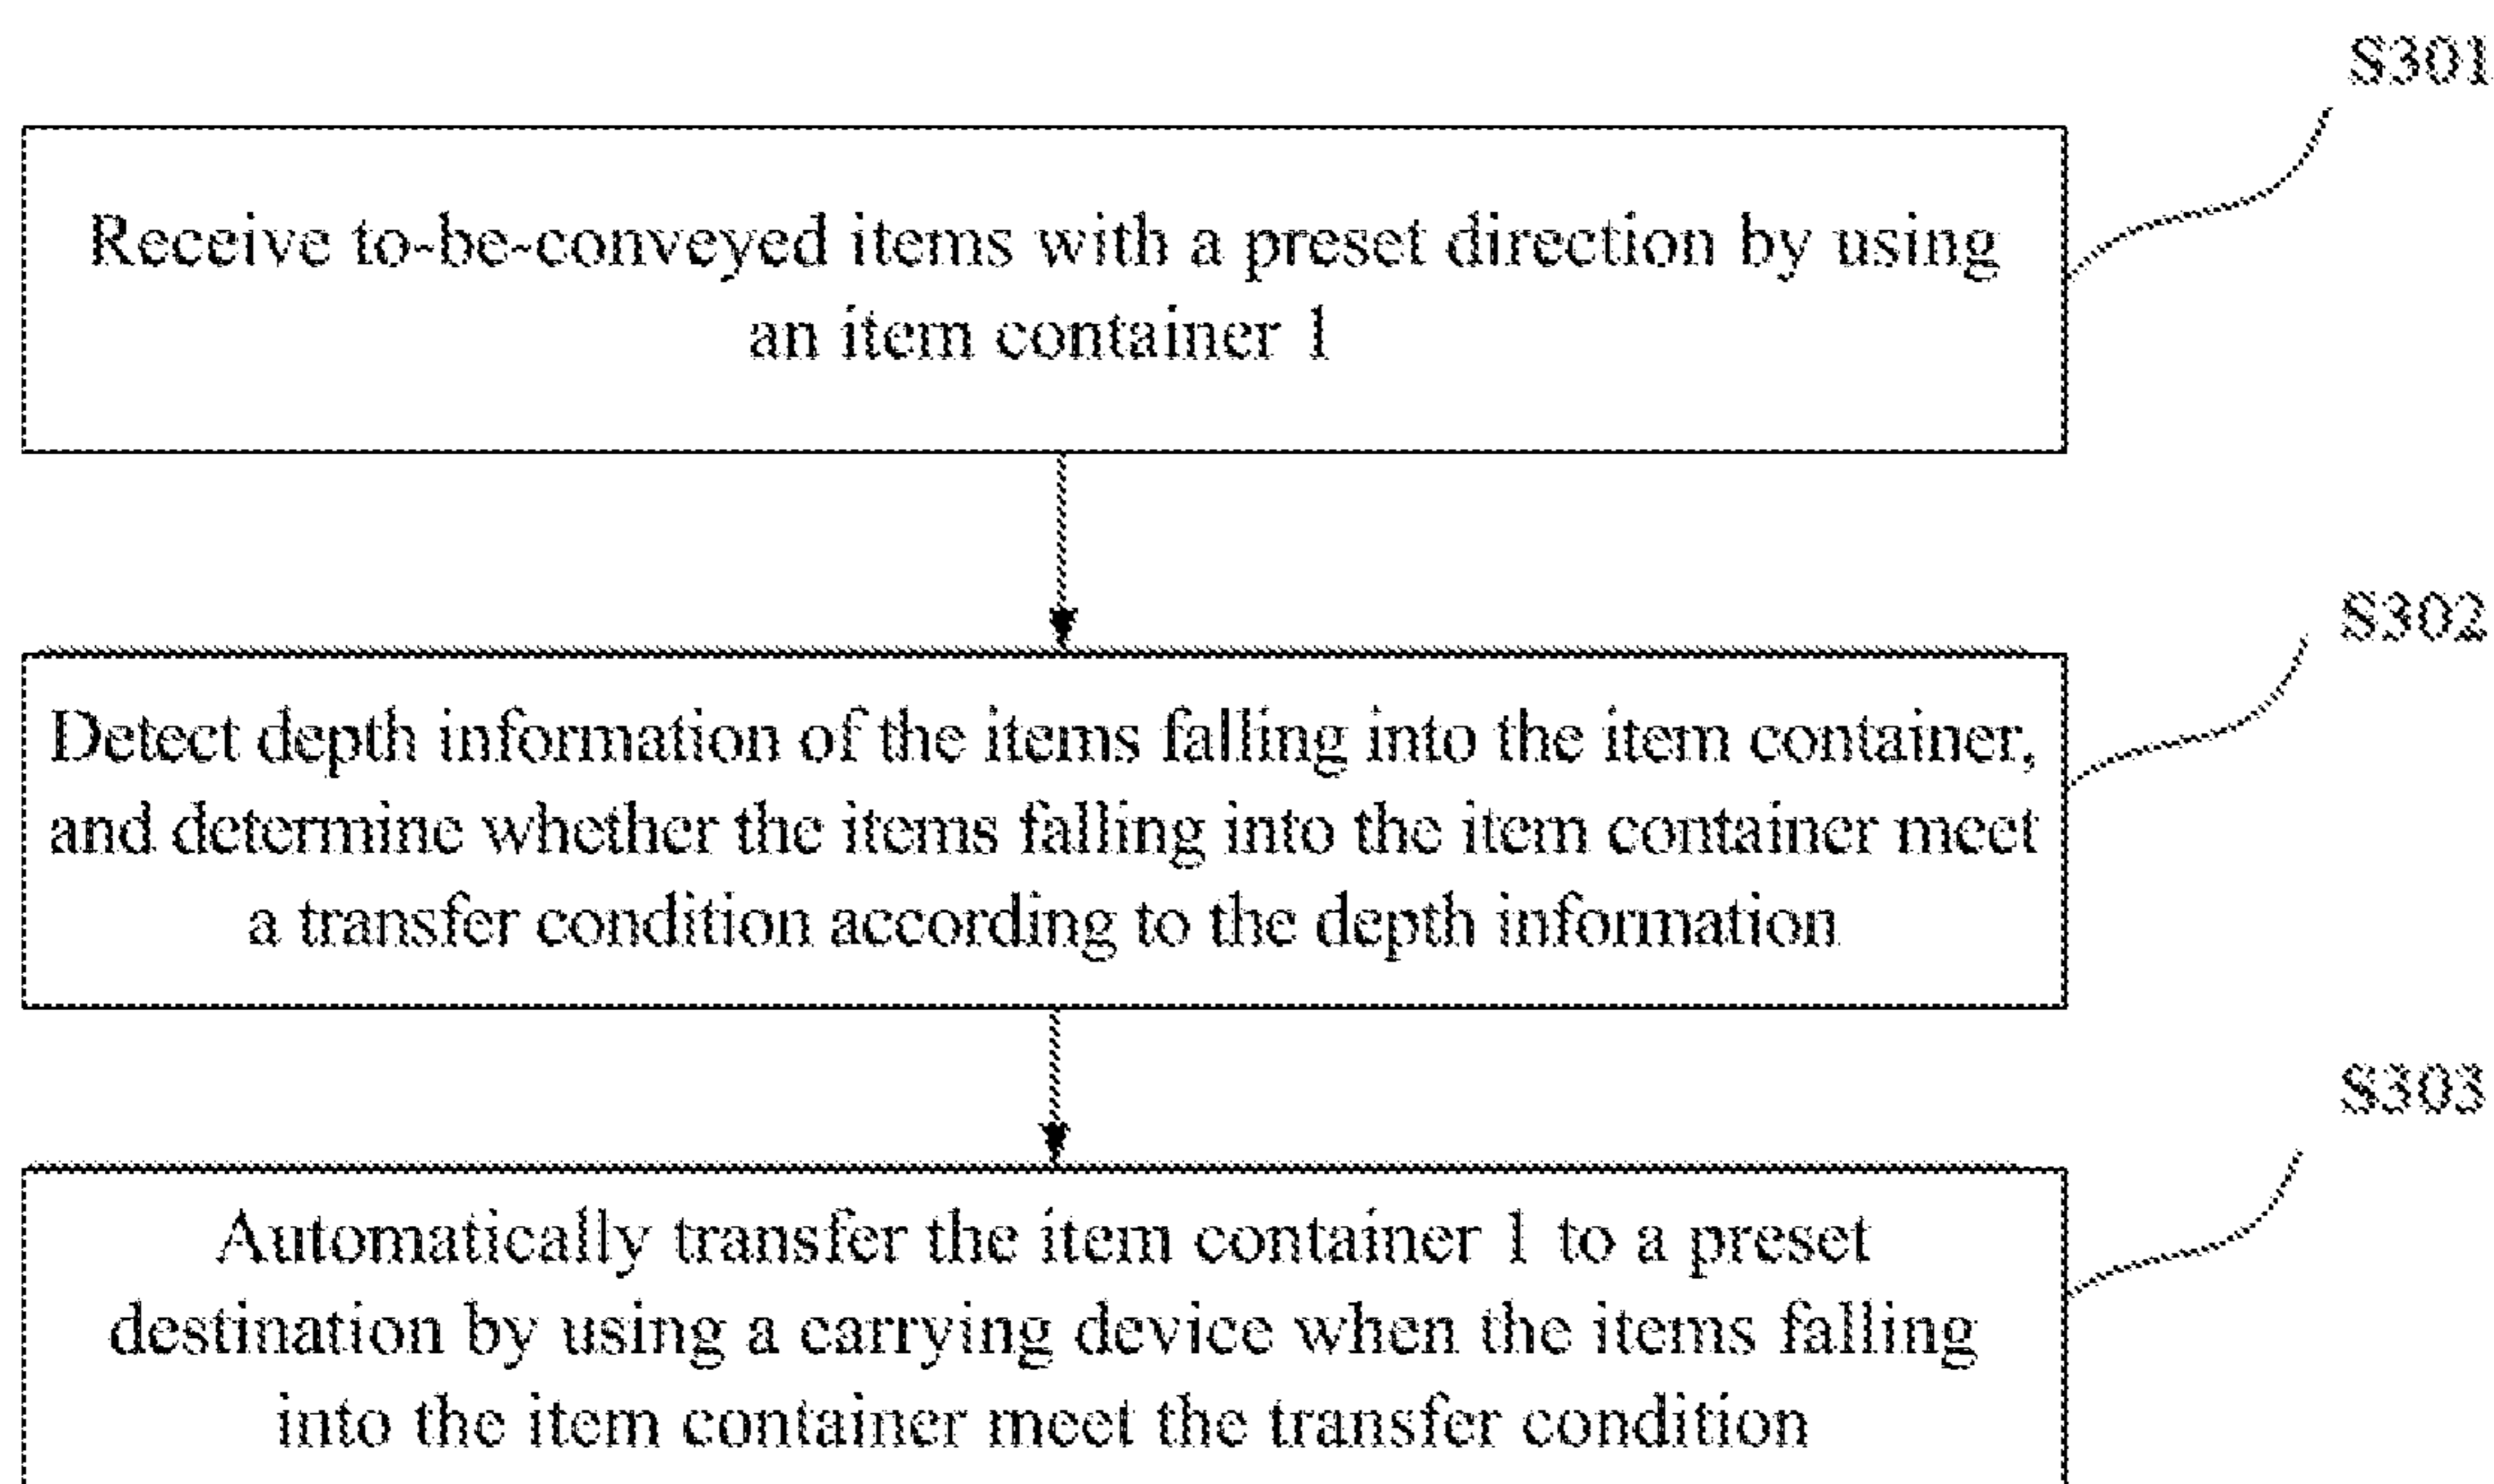 S301
Receive to-be-conveyed items with a preset direction by using
an item container 1
S302
Detect depth information of the items falling into the item container,
and determine whether the items falling into the item container meet
a transfer condition according to the depth information
S303
Automatically transfer the item container 1 to a preset
destination by using a carrying device when the items falling
into the item container meet the transfer condition